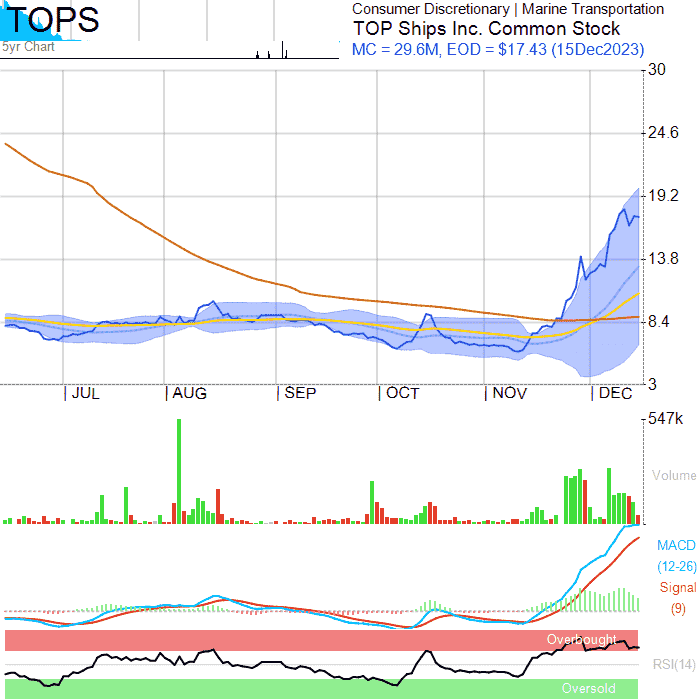 TOPS
Consumer Discretionary | Marine Transportation
TOP Ships Inc. Common Stock
MC = 29.6M, EOD = $17.43 (15Dec2023)
5yr Chart
30
24.6
19.2
13.8
8.4
3
JUL AUG SEP OCT NOV DEC
547k
Volume
MACD
(12-26)
Signal
(9)
Overbought
RSI(14)
Oversold